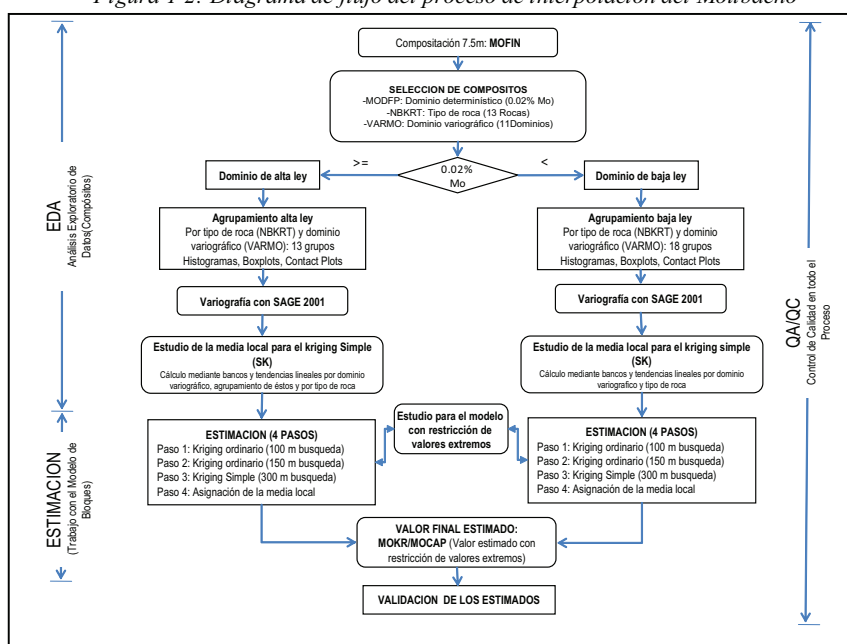 Figura 1-2: Diagrama de flujo del proceso de interpolación del Molibdeno
Compositación 7.5m: MOFIN
SELECCION DE COMPOSITOS
-MODFP: Dominio determinístico (0.02% Mo)
-NBKRT: Tipo de roca (13 Rocas)
-VARMO: Dominio variográfico (11Dominios)
>=
<
0.02%
Mo
Dominio de alta ley
Dominio de baja ley
Agrupamiento alta ley
Por tipo de roca (NBKRT) y dominio
variográfico (VARMO): 13 grupos
Histogramas, Boxplots, Contact Plots
Agrupamiento baja ley
Por tipo de roca (NBKRT) y dominio
variográfico (VARMO): 18 grupos
Histogramas, Boxplots, Contact Plots
Variografía con SAGE 2001
Variografía con SAGE 2001
Estudio de la media local para el kriging Simple
(SK)
Cálculo mediante bancos y tendencias lineales por dominio
variográfico, agrupamiento de éstos y por tipo de roca
Estudio de la media local para el kriging simple
(SK)
Cálculo mediante bancos y tendencias lineales por dominio
variografico y tipo de roca
Estudio para el modelo
con restricción de
valores extremos
ESTIMACION (4 PASOS)
Paso 1: Kriging ordinario (100 m busqueda)
Paso 2: Kriging ordinario (150 m busqueda)
Paso 3: Kriging Simple (300 m busqueda)
Paso 4: Asignación de la media local
ESTIMACION (4 PASOS)
Paso 1: Kriging ordinario (100 m busqueda)
Paso 2: Kriging ordinario (150 m busqueda)
Paso 3: Kriging Simple (300 m busqueda)
Paso 4: Asignación de la media local
VALOR FINAL ESTIMADO:
MOKR/MOCAP (Valor estimado con
restricción de valores extremos)
VALIDACION DE LOS ESTIMADOS
EDA
Análisis Exploratorio de
Datos(Compósitos)
ESTIMACION
(Trabajo con el Modelo de
Bloques)
QA/QC
Control de Calidad en todo el
Proceso